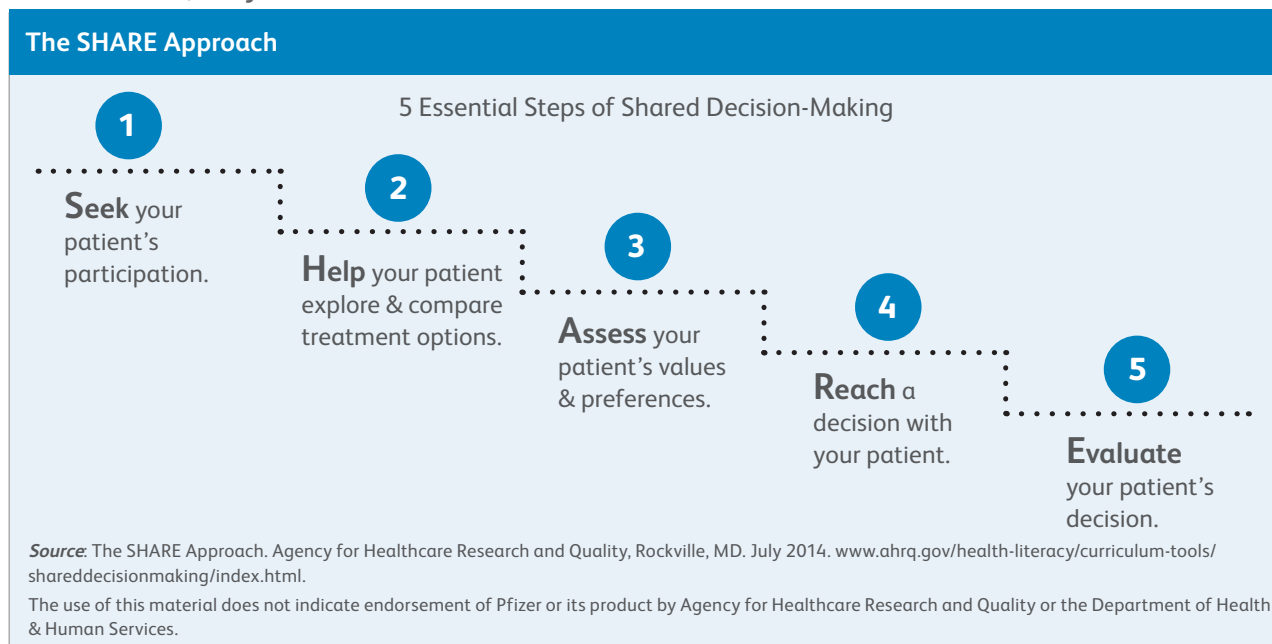 The SHARE Approach
5 Essential Steps of Shared Decision-Making
1
Seek your
patient’s
participation.
2
Help your patient
explore & compare
treatment options.
3
Assess your
patient’s values
& preferences.
4
Reach a
decision with
your patient.
5
Evaluate
your patient’s
decision.
Source: The SHARE Approach. Agency for Healthcare Research and Quality, Rockville, MD. July 2014. www.ahrq.gov/health-literacy/curriculum-tools/
shareddecisionmaking/index.html.
The use of this material does not indicate endorsement of Pfizer or its product by Agency for Healthcare Research and Quality or the Department of Health
& Human Services.